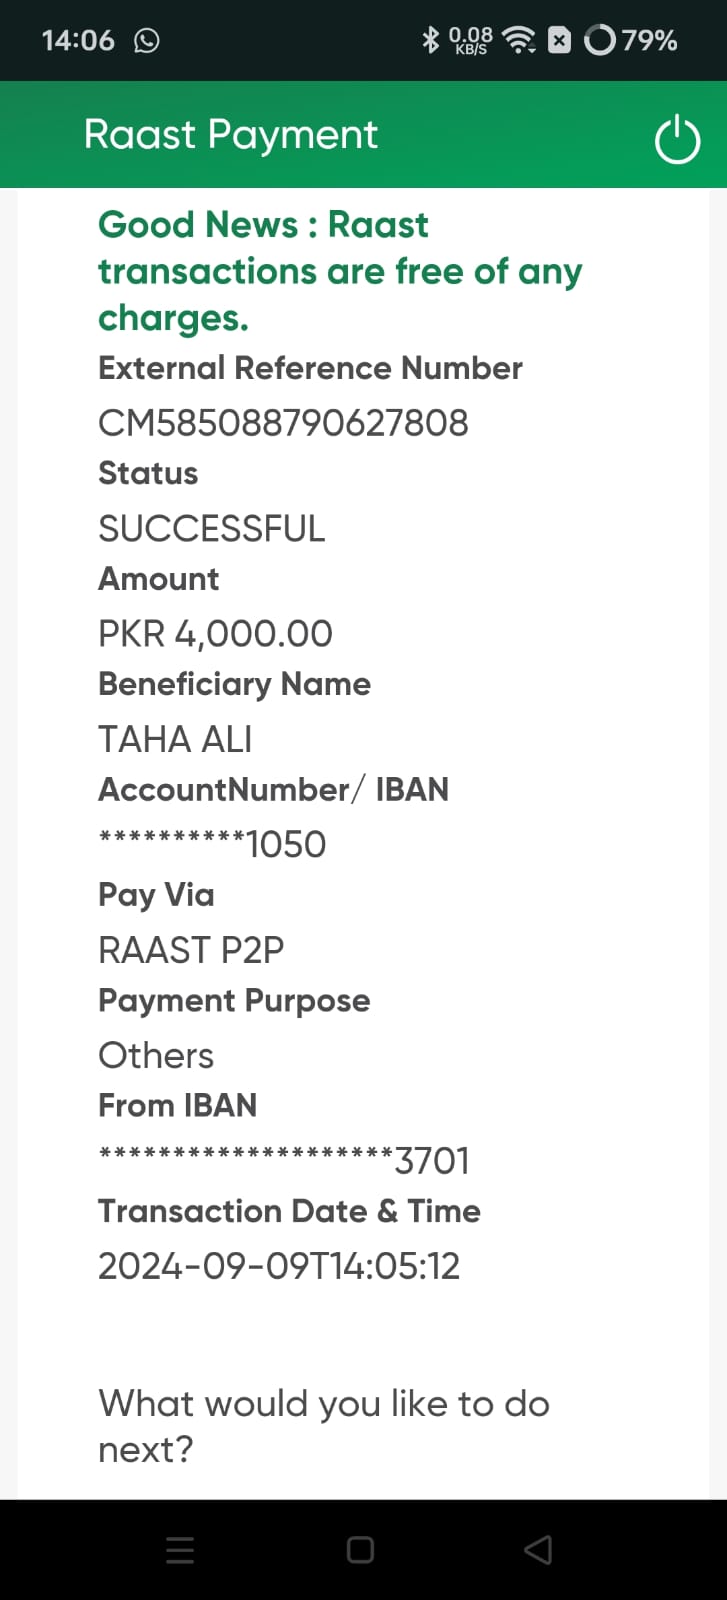 14:06 0.08 KB/S 79%
Raast Payment
Good News : Raast
transactions are free of any
charges.
External Reference Number
CM585088790627808
Status
SUCCESSFUL
Amount
PKR 4,000.00
Beneficiary Name
TAHA ALI
AccountNumber/ IBAN
**********1050
Pay Via
RAAST P2P
Payment Purpose
Others
From IBAN
********************3701
Transaction Date & Time
2024-09-09T14:05:12
What would you like to do
next?